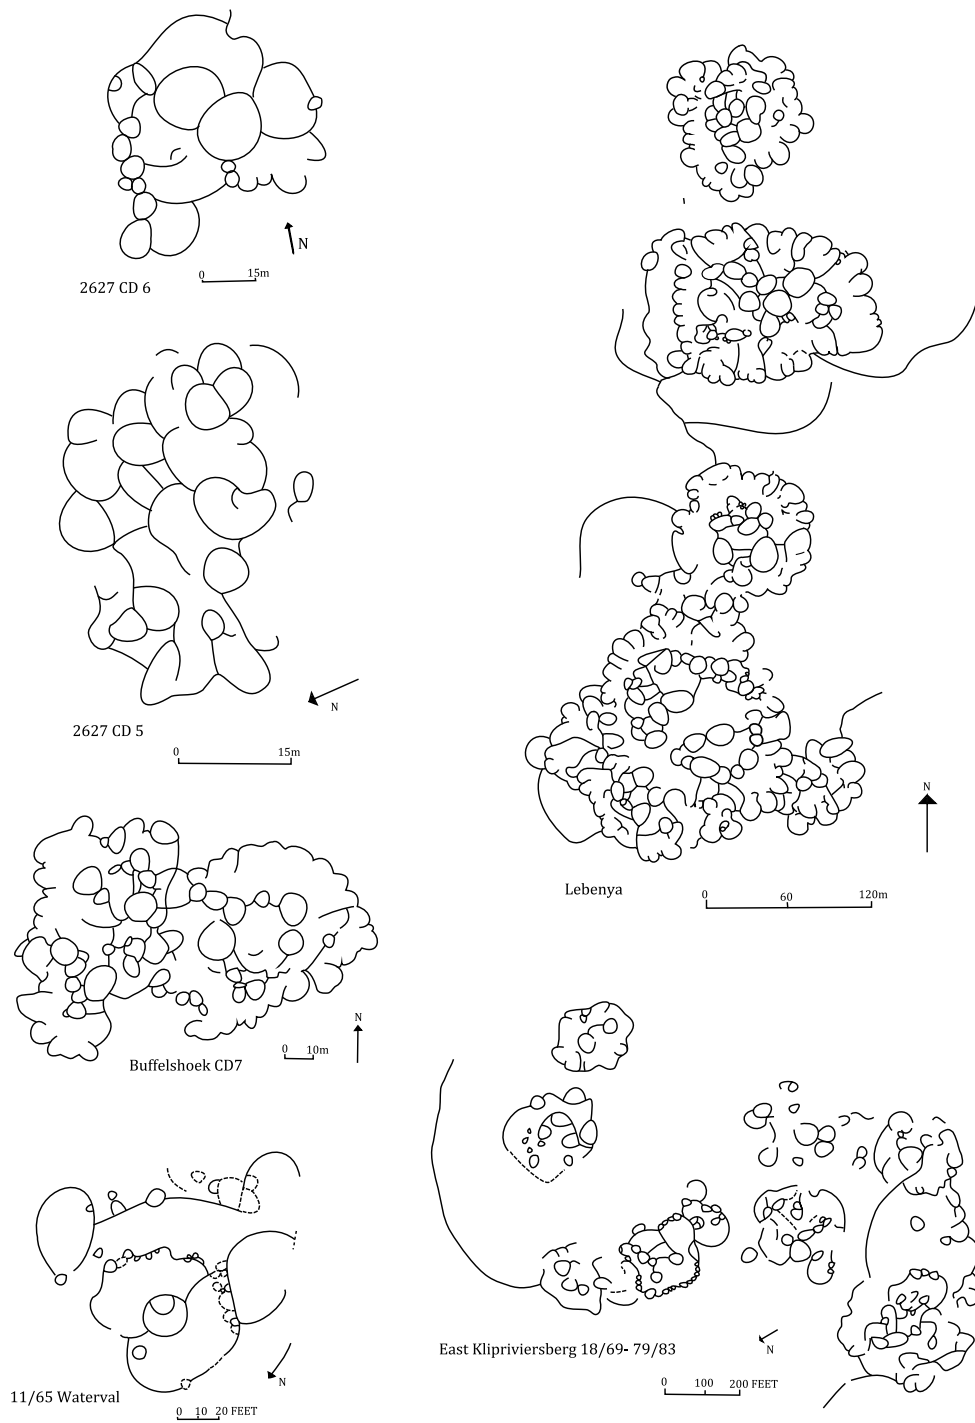 N
0 15m
2627 CD 6
N
2627 CD 5
0 15m
N
Lebenya
0 60 120m
N
0 10m
Buffelshoek CD7
N
11/65 Waterval
0 10 20 FEET
East Klipriviersberg 18/69- 79/83
N
0 100 200 FEET